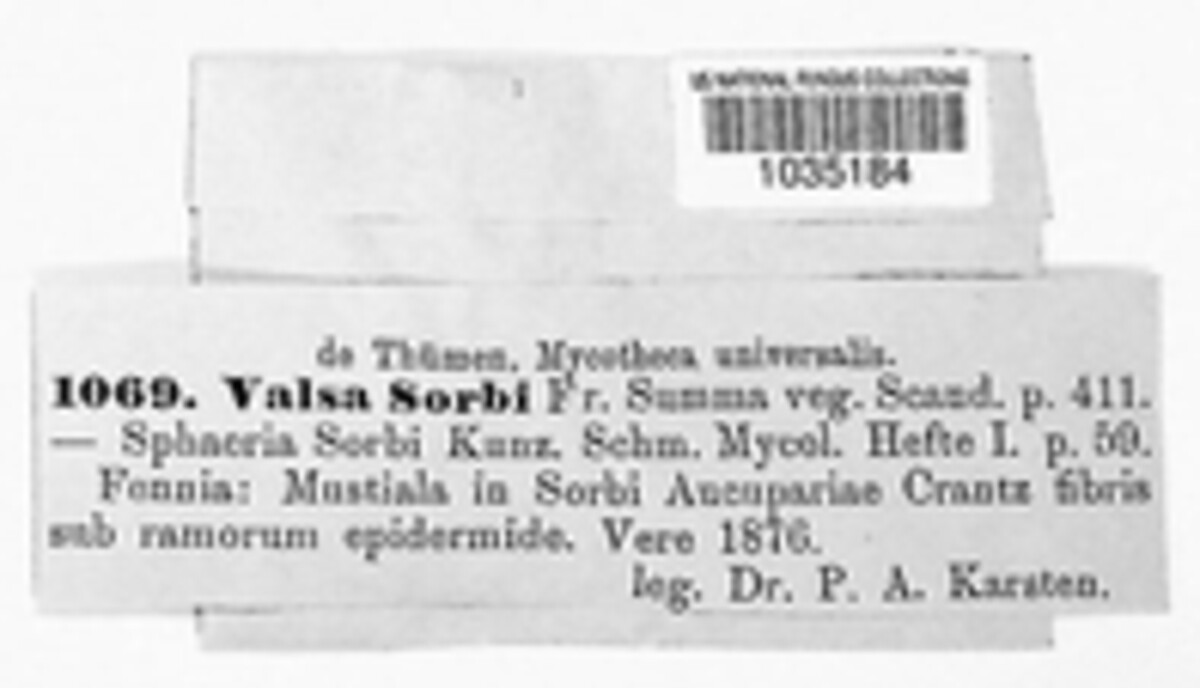 US NATIONAL FUNGUS COLLECTIONS
1035184
de Thümen. Mycotheca universalis.
1069. Valsa Sorbi Fr. Summa veg. Scand. p. 411.
— Sphaeria Sorbi Kunz. Schm. Mycol. Hefte I. p. 59.
Fennia: Mustiala in Sorbi Aucupariae Crantz fibris
sub ramorum epidermide. Vere 1876.
leg. Dr. P. A. Karsten.